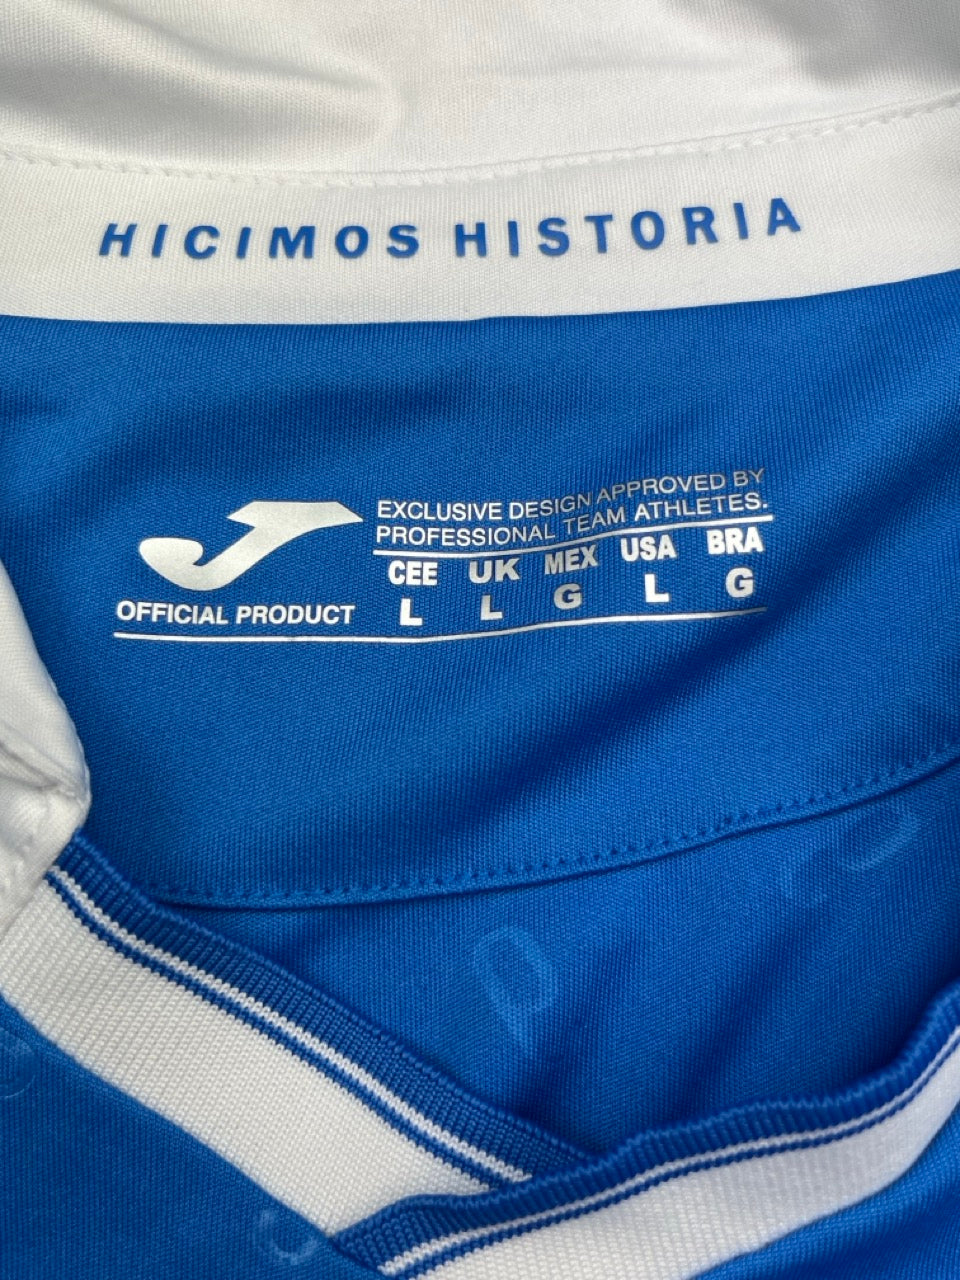 HICIMOS HISTORIA
EXCLUSIVE DESIGN APPROVED BY
PROFESSIONAL TEAM ATHLETES.
OFFICIAL PRODUCT
CEE UK MEX USA BRA
L L G L G